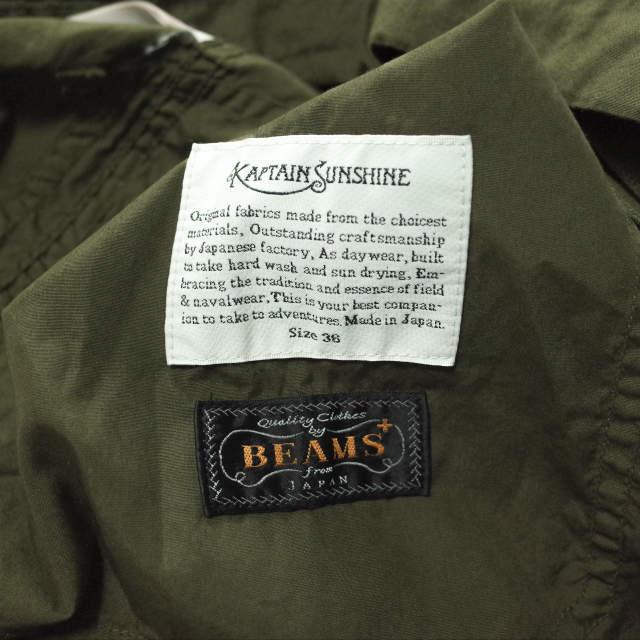 KAPTAIN SUNSHINE
Original fabrics made from the choicest
materials, Outstanding craftsmanship
by Japanese factory, As daywear, built
to take hard wash and sun drying, Em-
bracing the tradition and essence of field
& navalwear, This is your best compan-
ion to take to adventures. Made in Japan.
Size 36
Quality Clothes
by
BEAMS+
from
JAPAN